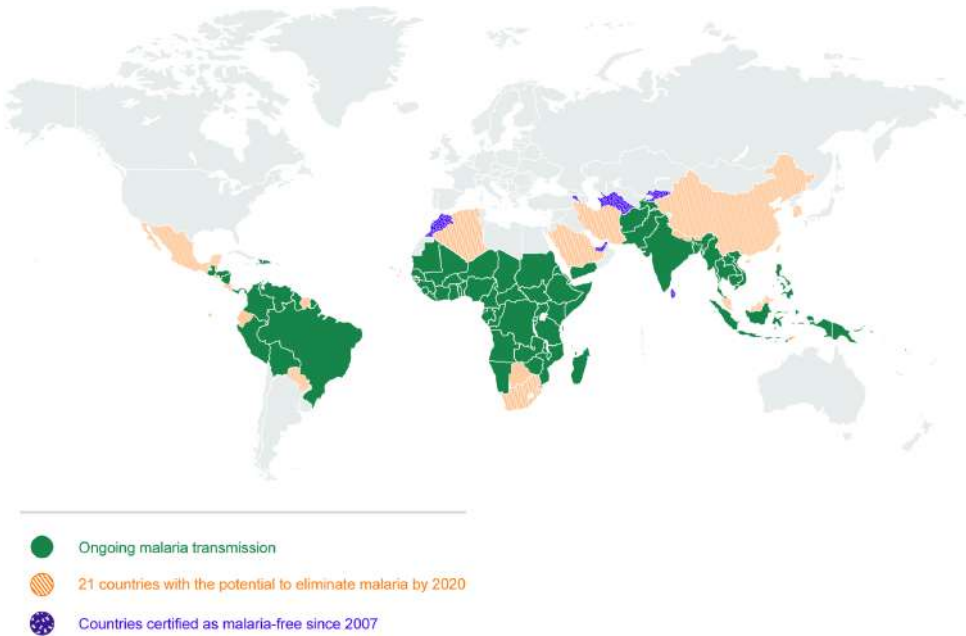 Ongoing malaria transmission
21 countries with the potential to eliminate malaria by 2020
Countries certified as malaria-free since 2007